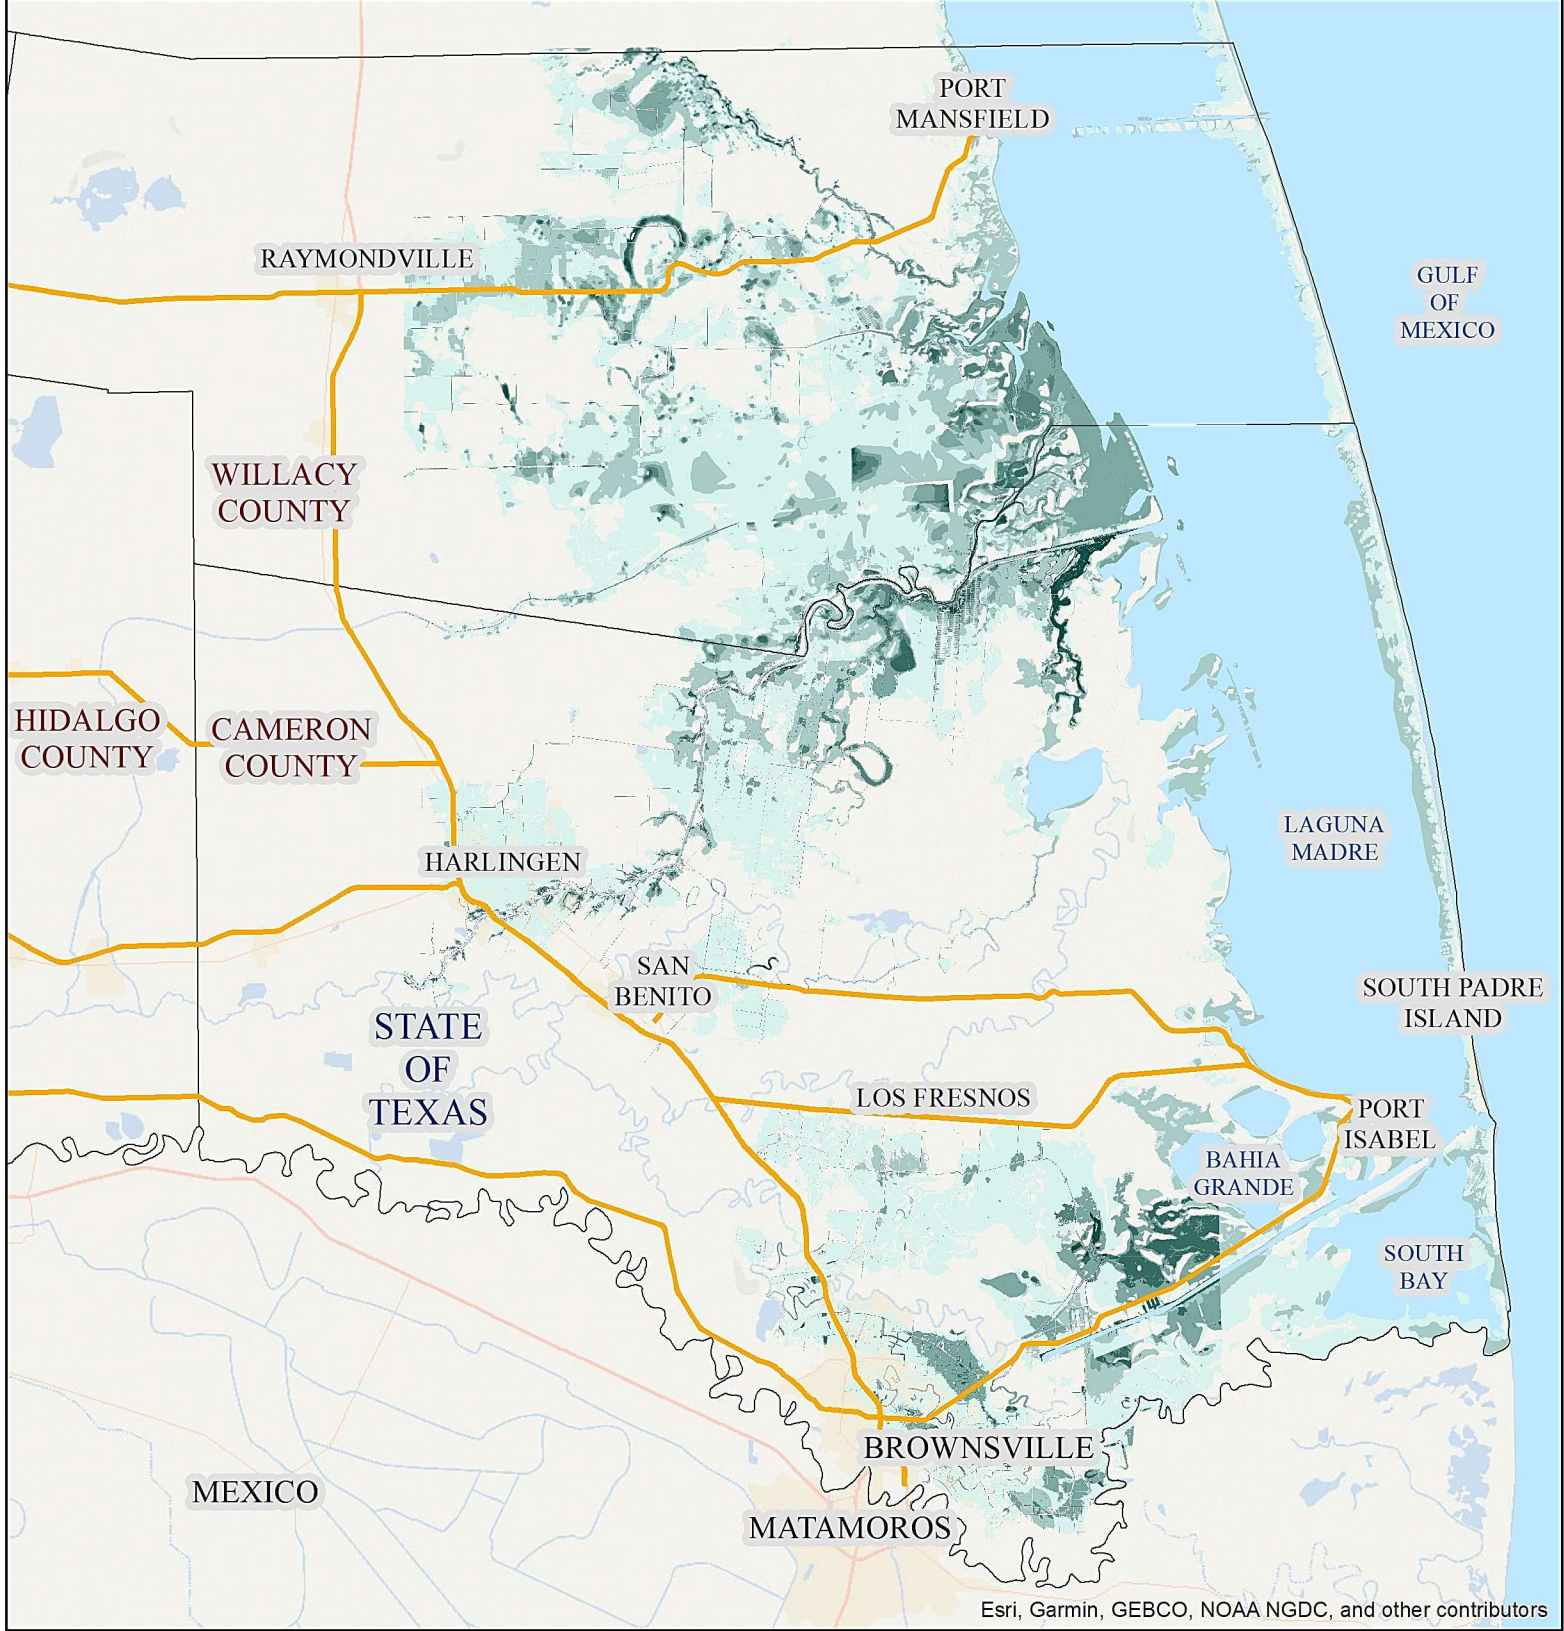 PORT
MANSFIELD
RAYMONDVILLE
GULF
OF
MEXICO
WILLACY
COUNTY
HIDALGO
COUNTY
CAMERON
COUNTY
LAGUNA
MADRE
HARLINGEN
SAN
BENITO
SOUTH PADRE
ISLAND
STATE
OF
TEXAS
LOS FRESNOS
PORT
ISABEL
BAHIA
GRANDE
SOUTH
BAY
BROWNSVILLE
MEXICO
MATAMOROS
Esri, Garmin, GEBCO, NOAA NGDC, and other contributors